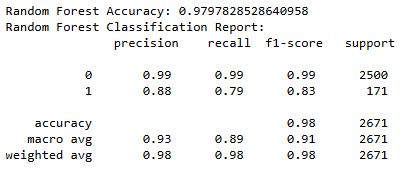 Random Forest Accuracy: 0.9797828528640958
Random Forest Classification Report:
precision recall f1-score support
0 0.99 0.99 0.99 2500
1 0.88 0.79 0.83 171
accuracy 0.98 2671
macro avg 0.93 0.89 0.91 2671
weighted avg 0.98 0.98 0.98 2671